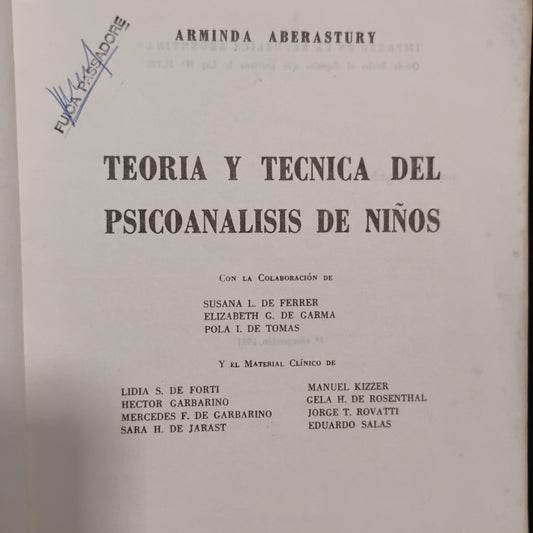 ARMINDA ABERASTURY
FULCA PASSADORE
TEORIA Y TECNICA DEL
PSICOANALISIS DE NIÑOS
CON LA COLABORACIÓN DE
SUSANA L. DE FERRER
ELIZABETH G. DE GARMA
POLA I. DE TOMAS
Y EL MATERIAL CLÍNICO DE
LIDIA S. DE FORTI
HECTOR GARBARINO
MERCEDES F. DE GARBARINO
SARA H. DE JARAST
MANUEL KIZZER
GELA H. DE ROSENTHAL
JORGE T. ROVATTI
EDUARDO SALAS